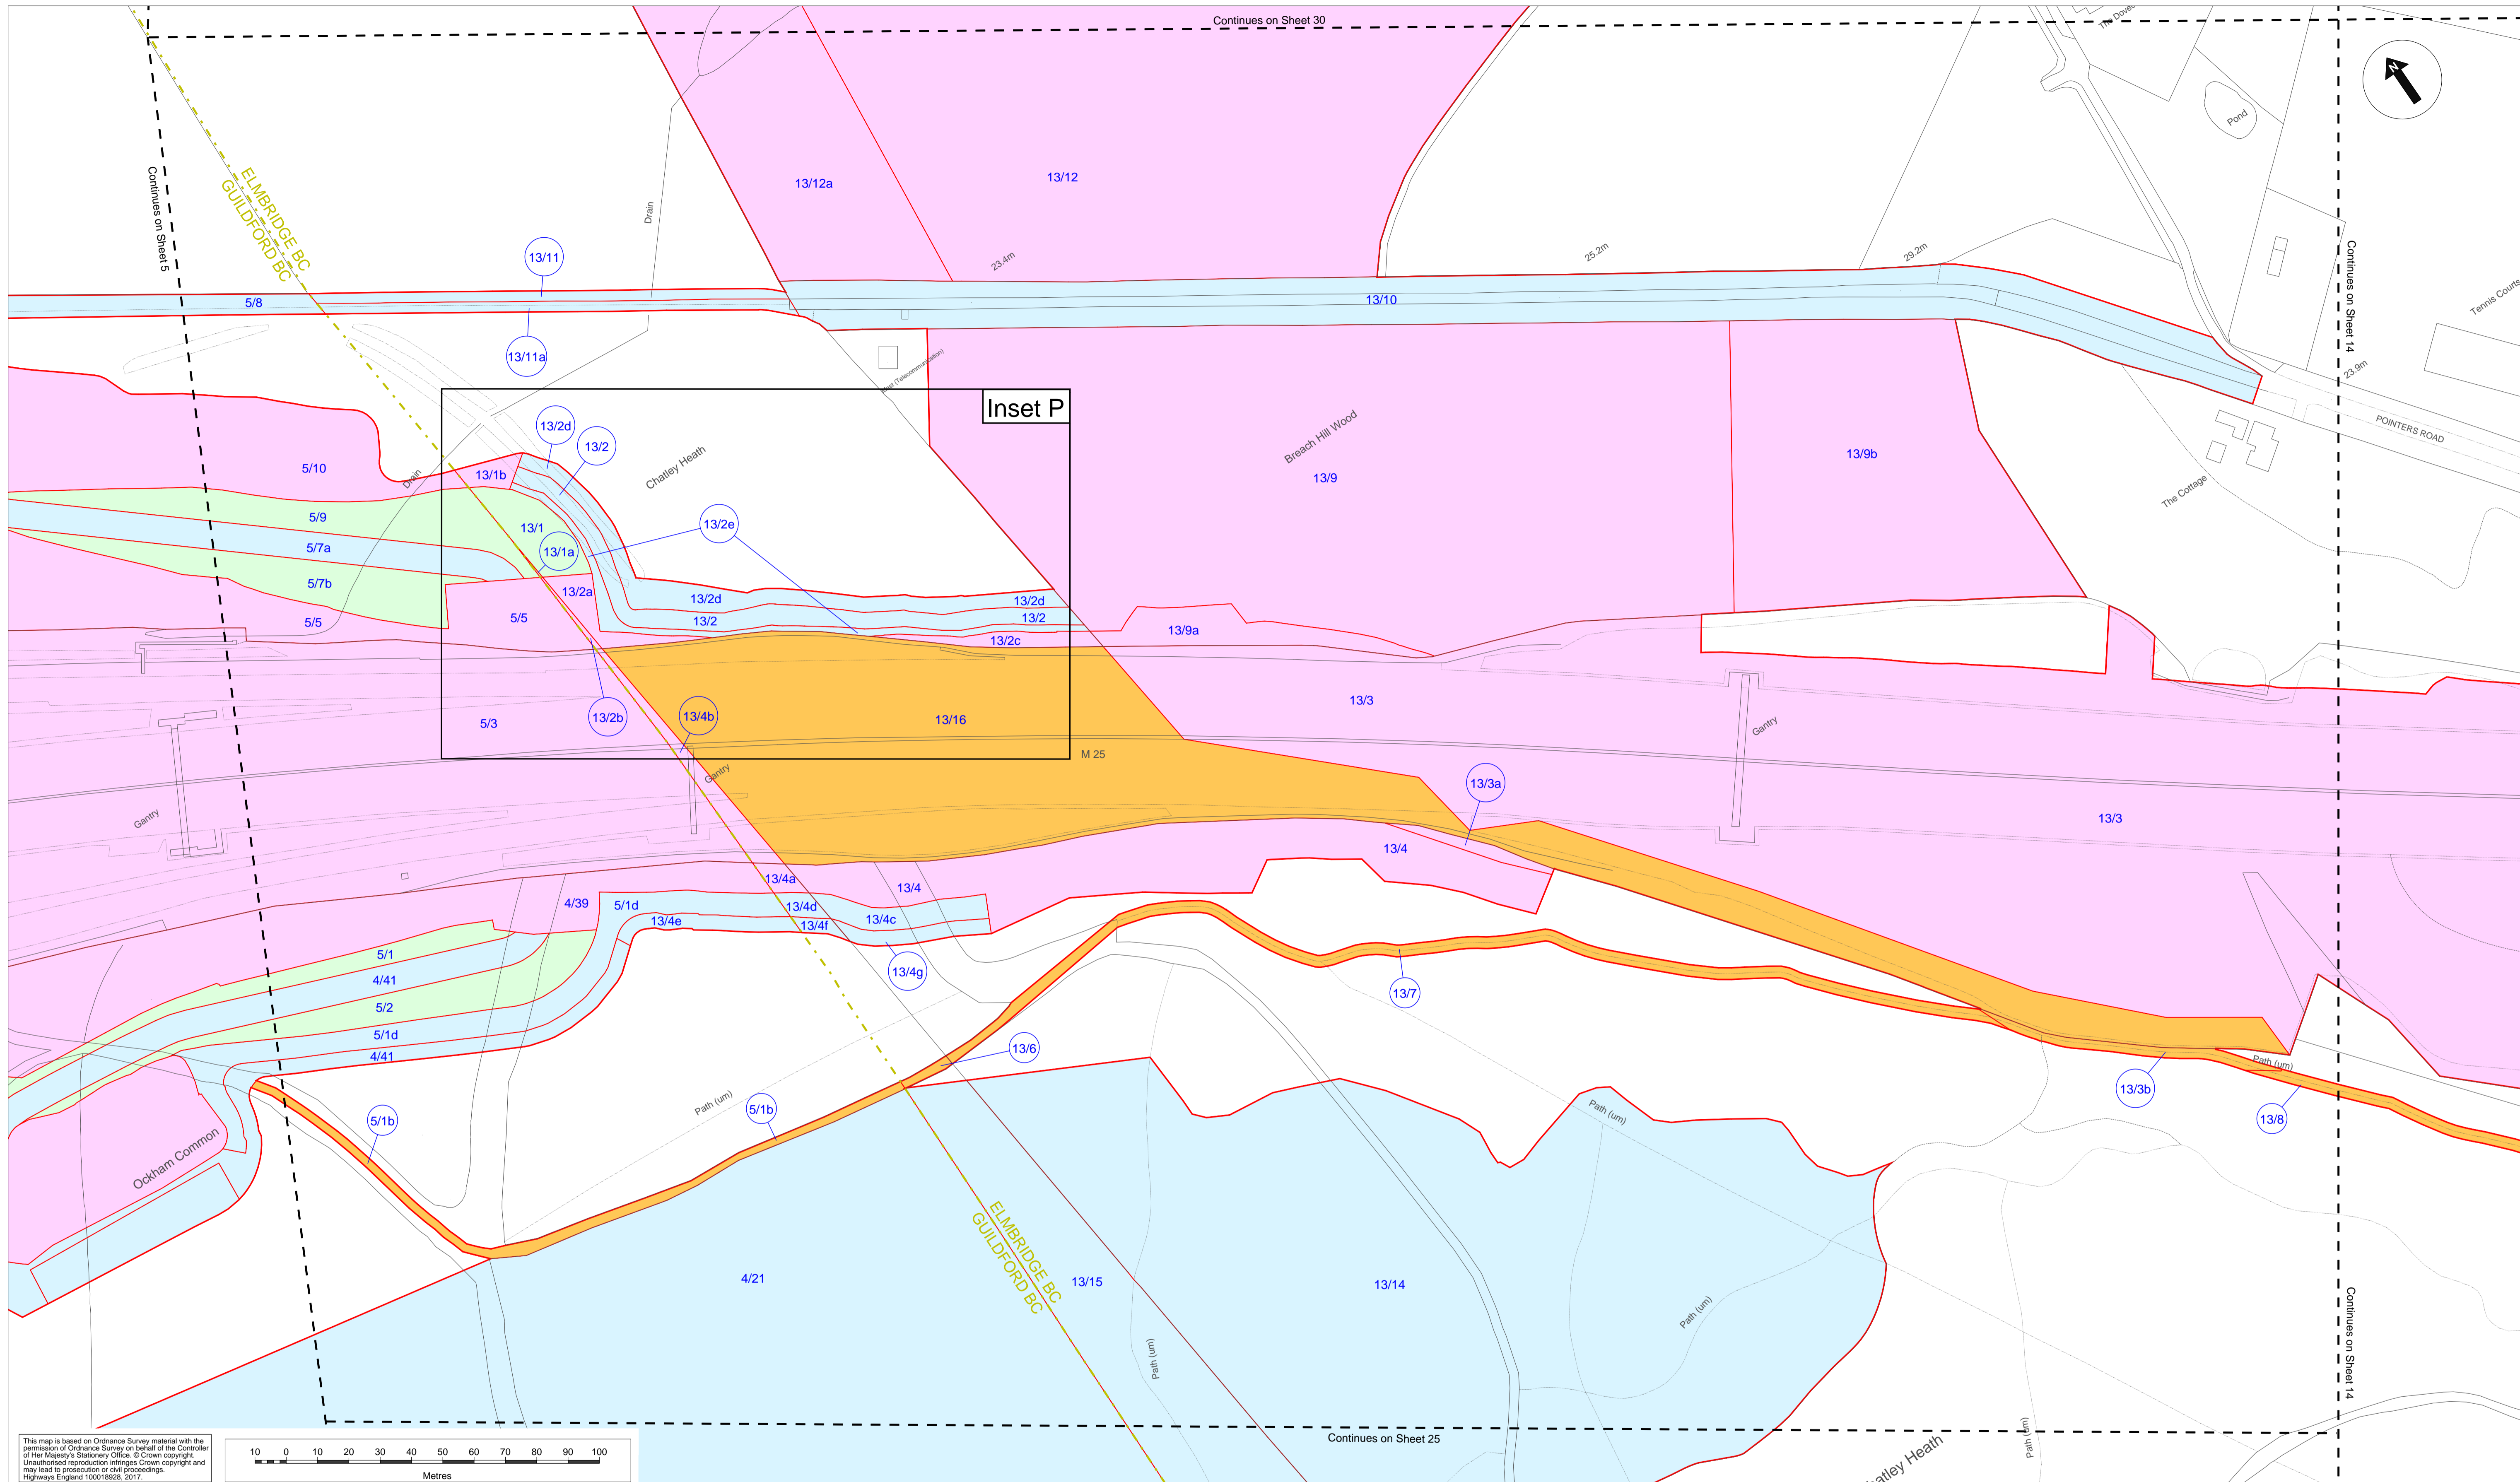 Continues on Sheet 30
N
Pond
Continues on Sheet 5
ELMBRIDGE BC
GUILDFORD BC
13/12a
13/12
Drain
23.4m
25.2m
29.2m
Continues on Sheet 14
Tennis Courts
13/11
5/8
13/10
13/11a
23.9m
Mast (Telecommunication)
POINTERS ROAD
Inset P
Breach Hill Wood
13/2d
13/2
Chatley Heath
13/9b
5/10
Drain
13/1b
13/9
The Cottage
5/9
13/1
13/2e
5/7a
13/1a
5/7b
13/2a
13/2d
13/2d
5/5
5/5
13/2
13/2
13/2c
13/9a
5/3
13/2b
13/4b
13/16
13/3
Gantry
M 25
Gantry
13/3a
Gantry
13/3
13/4
13/4a
13/4
4/39
5/1d
13/4d
13/4e
13/4f
13/4c
5/1
13/4g
4/41
13/7
5/2
5/1d
4/41
13/6
Path (um)
13/3b
13/8
Path (um)
5/1b
5/1b
Path (um)
Ockham Common
ELMBRIDGE BC
GUILDFORD BC
4/21
13/15
13/14
Path (um)
Path (um)
Path (um)
Continues on Sheet 14
Continues on Sheet 25
This map is based on Ordnance Survey material with the
permission of Ordnance Survey on behalf of the Controller
of Her Majesty's Stationery Office. © Crown copyright.
Unauthorised reproduction infringes Crown copyright and
may lead to prosecution or civil proceedings.
Highways England 100018928, 2017.
10 0 10 20 30 40 50 60 70 80 90 100
Metres